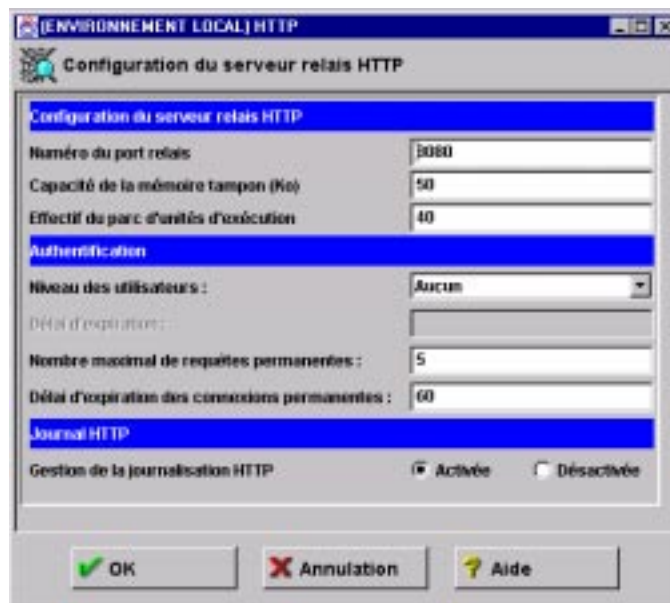 (ENVIRONNEMENT LOCAL) HTTP
Configuration du serveur relais HTTP
Configuration du serveur relais HTTP
Numéro du port relais 8080
Capacité de la mémoire tampon (Ko) 50
Effectif du parc d'unités d'exécution 40
Authentification
Niveau des utilisateurs : Aucun
Délai d'expiration :
Nombre maximal de requêtes permanentes : 5
Délai d'expiration des connexions permanentes : 60
Journal HTTP
Gestion de la journalisation HTTP Activée Désactivée
OK Annulation Aide